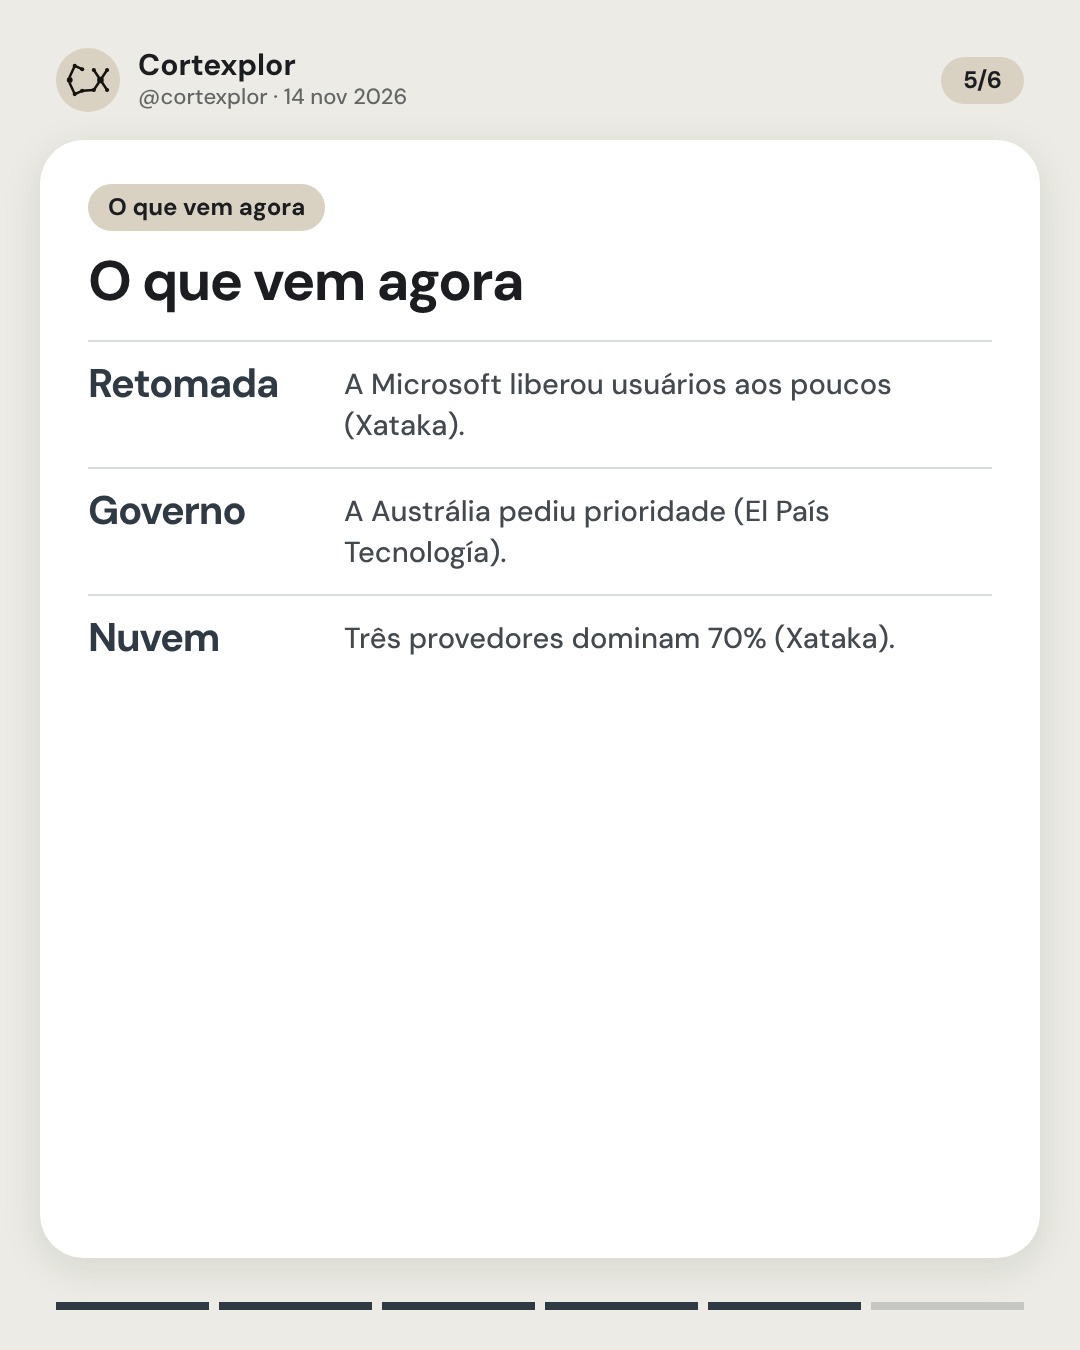 Cortexplor
@cortexplor · 14 nov 2026
5/6
O que vem agora
O que vem agora
Retomada
A Microsoft liberou usuários aos poucos
(Xataka).
Governo
A Austrália pediu prioridade (El País
Tecnología).
Nuvem
Três provedores dominam 70% (Xataka).